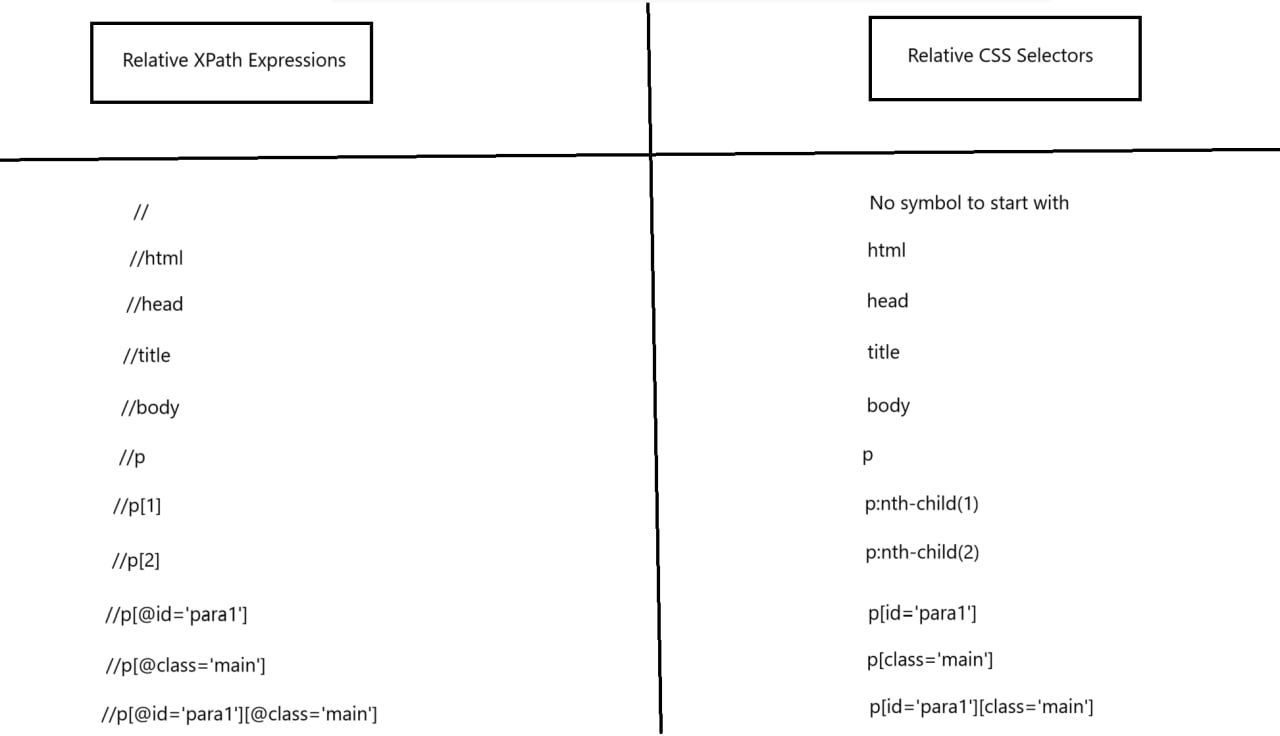 Relative XPath Expressions
Relative CSS Selectors
//
No symbol to start with
//html
html
//head
head
//title
title
//body
body
//p
p
//p[1]
p:nth-child(1)
//p[2]
p:nth-child(2)
//p[@id='para1']
p[id='para1']
//p[@class='main']
p[class='main']
//p[@id='para1'][@class='main']
p[id='para1'][class='main']